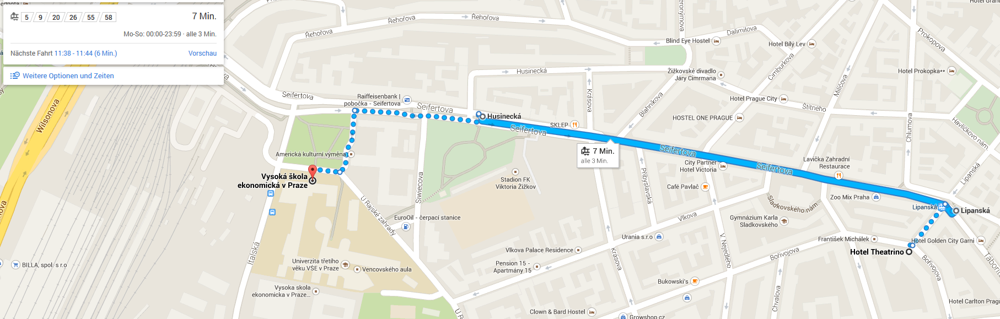 5 9 20 26 55 58
7 Min.
Mo-So: 00:00-23:59 · alle 3 Min.
Nächste Fahrt 11:38 - 11:44 (6 Min.)
Vorschau
Weitere Optionen und Zeiten
Řehořova
Řehořova
Řehořova
Dalimilova
Prokopova
Blind Eye Hostel
Hotel Bílý Lev
Cimburkova
Husinecká
Žižkovské divadlo
Járy Cimrmana
Hotel Prokopka**
Milíčova
Seifertova
Raiffeisenbank |
pobočka - Seifertova
Seifertova
Krásova
Blahníkova
Hotel Prague City
Štítného
Wilsonova
Husinecká
SKLEP
HOSTEL ONE PRAGUE
Chlumova
Havlíčkovo nám.
Seifertova
Americká kulturní výměna
7 Min.
alle 3 Min.
Seifertova
Seifertova
City Partner
Hotel Victoria
Lavička Zahradní
Restaurace
Lipanská
Vysoká škola
ekonomická v Praze
Stadion FK
Viktoria Žižkov
Siwiecova
Přibyslavská
Café Pavlač
Zoo Mix Praha
Sladkovského nám.
Lipanská
Lipanská
U Rajské zahrady
EuroOil - čerpací stanice
Vlkova
Gymnázium Karla
Sladkovského
Urania s.r.o
V. Nejedlého
František Michálek
Hotel Golden City Garni
Italská
Vlkova Palace Residence
Krásova
Bořivojova
Hotel Theatrino
Bořivojova
BILLA, spol. s r.o
Univerzita třetího
věku VŠE v Praze
Vencovského aula
Pension 15 -
Apartmány 15
Bukowski's
Vysoka skola
ekonomicka v Praze...
Chvalova
Hotel Carlton Pragu
Clown & Bard Hostel
Growshop.cz